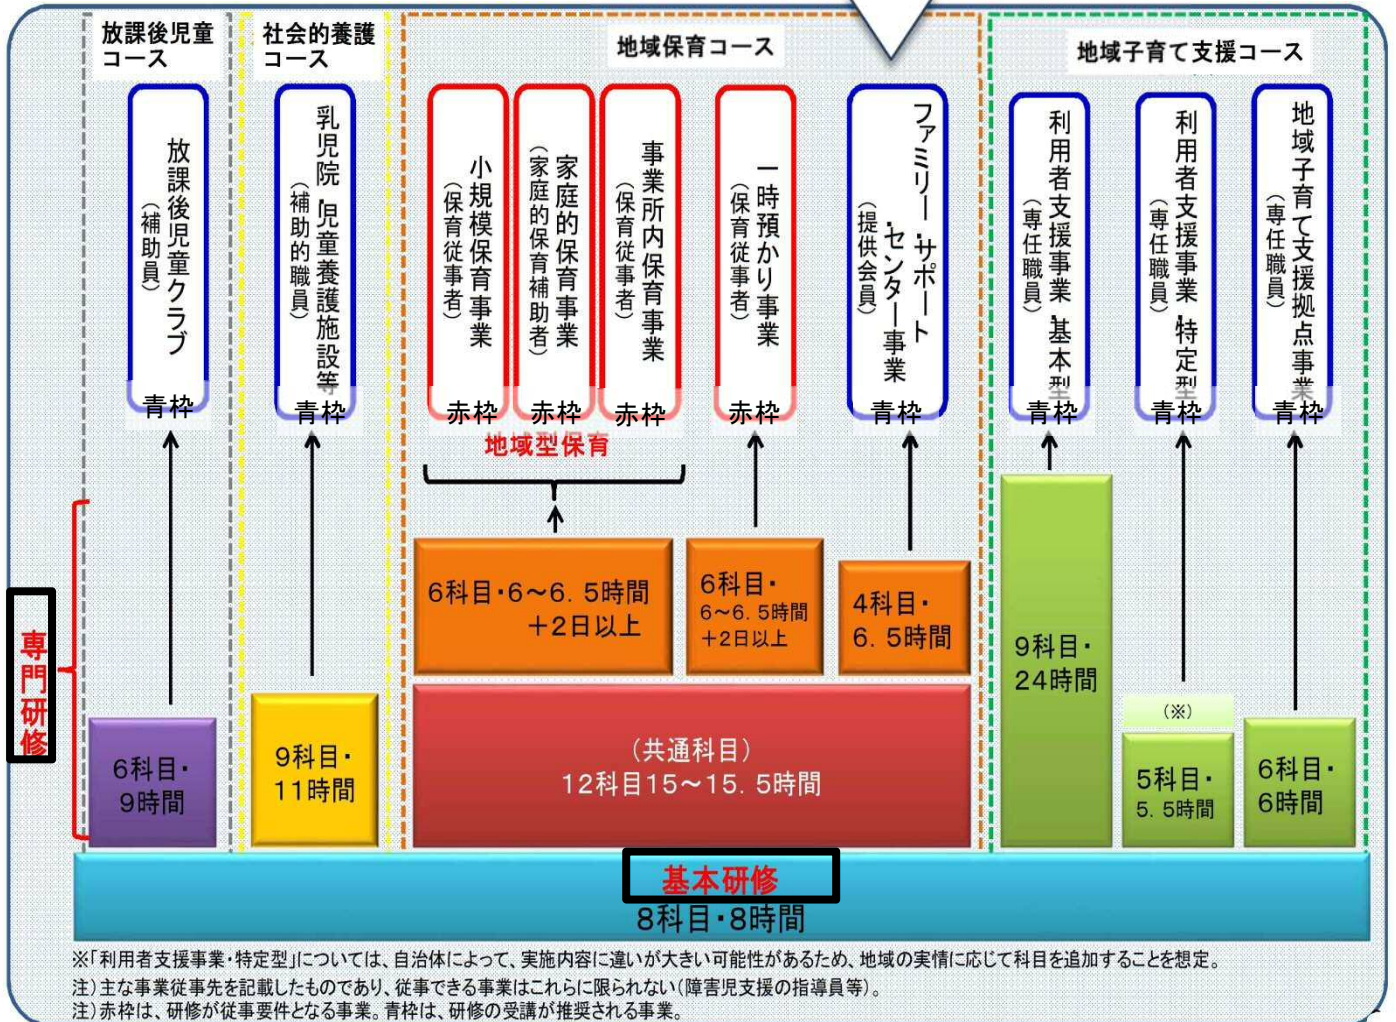 放課後児童
コース
社会的養護
コース
地域保育コース
地域子育て支援コース
放課後児童クラブ
（補助員）
青枠
乳児院・児童養護施設等
（補助的職員）
青枠
小規模保育事業
（保育従事者）
赤枠
家庭的保育事業
（家庭的保育補助者）
赤枠
事業所内保育事業
（保育従事者）
赤枠
一時預かり事業
（保育従事者）
赤枠
ファミリー・サポート
・センター事業
（提供会員）
青枠
利用者支援事業・基本型
（専任職員）
青枠
利用者支援事業・特定型
（専任職員）
青枠
地域子育て支援拠点事業
（専任職員）
青枠
地域型保育
専門研修
6科目・
9時間
9科目・
11時間
6科目・6～6．5時間
＋2日以上
6科目・
6～6．5時間
＋2日以上
4科目・
6．5時間
（共通科目）
12科目15～15．5時間
9科目・
24時間
（※）
5科目・
5．5時間
6科目・
6時間
基本研修
8科目・8時間
※「利用者支援事業・特定型」については、自治体によって、実施内容に違いが大きい可能性があるため、地域の実情に応じて科目を追加することを想定。
注）主な事業従事先を記載したものであり、従事できる事業はこれらに限られない（障害児支援の指導員等）。
注）赤枠は、研修が従事要件となる事業。青枠は、研修の受講が推奨される事業。